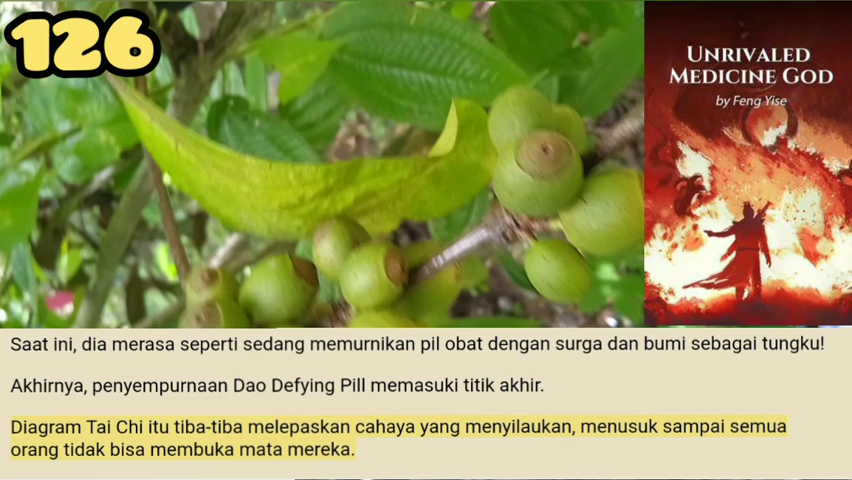 126
UNRIVALED
MEDICINE GOD
by Feng Yise
Saat ini, dia merasa seperti sedang memurnikan pil obat dengan surga dan bumi sebagai tungku!
Akhirnya, penyempurnaan Dao Defying Pill memasuki titik akhir.
Diagram Tai Chi itu tiba-tiba melepaskan cahaya yang menyilaukan, menusuk sampai semua
orang tidak bisa membuka mata mereka.